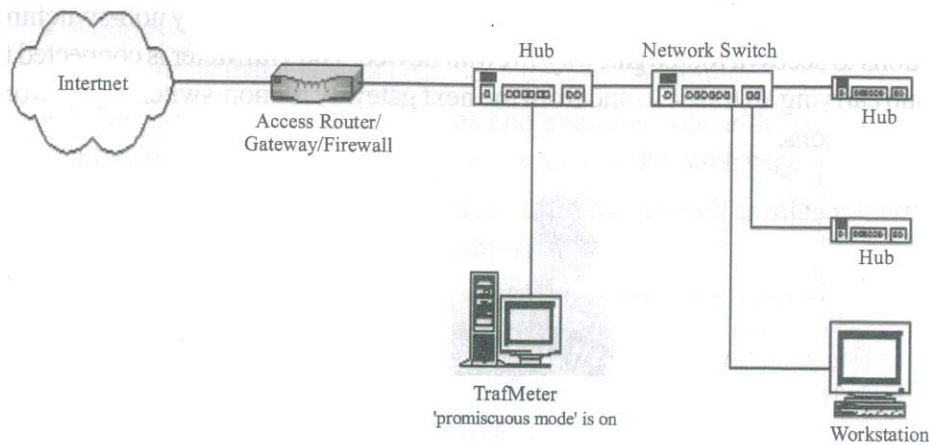 Internet
Access Router/
Gateway/Firewall
Hub
Network Switch
Hub
Hub
TrafMeter
'promiscuous mode' is on
Workstation